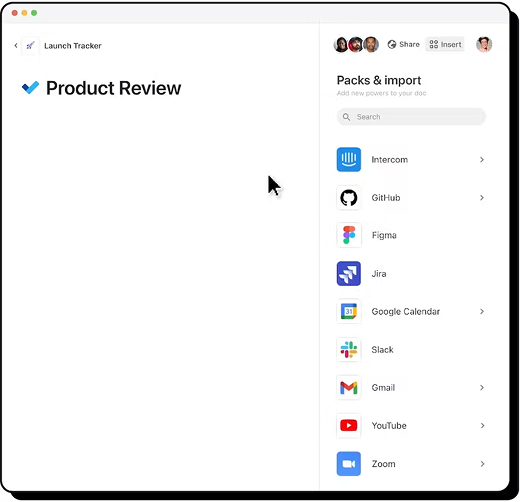 Launch Tracker
Share
Insert
Product Review
Packs & import
Add new powers to your doc
Search
Intercom
GitHub
Figma
Jira
31
Google Calendar
Slack
Gmail
YouTube
Zoom